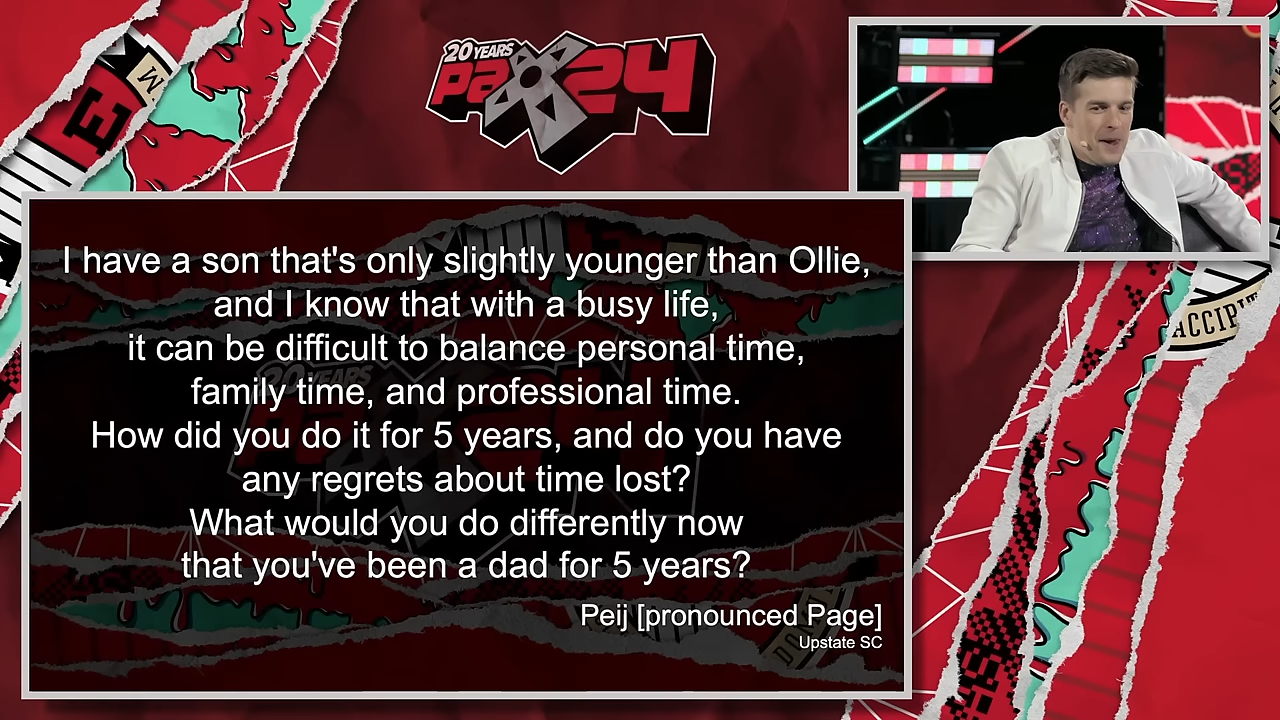 20 YEARS
PAX24
E
M
I have a son that's only slightly younger than Ollie,
and I know that with a busy life,
it can be difficult to balance personal time,
family time, and professional time.
How did you do it for 5 years, and do you have
any regrets about time lost?
What would you do differently now
that you've been a dad for 5 years?
Peij [pronounced Page]
Upstate SC
ACCIPIT